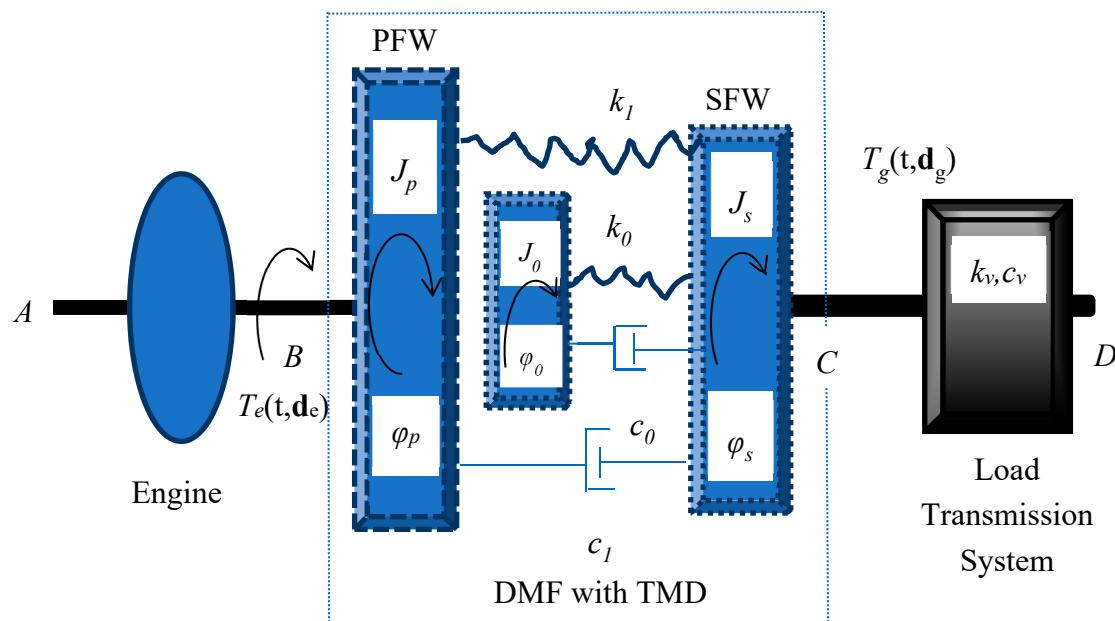 PFW
SFW
k1
Jp
Js
Tg(t,dg)
J0
k0
kv,cv
A
B
C
D
φ0
Te(t,de)
φp
c0
φs
Engine
Load
Transmission
System
c1
DMF with TMD